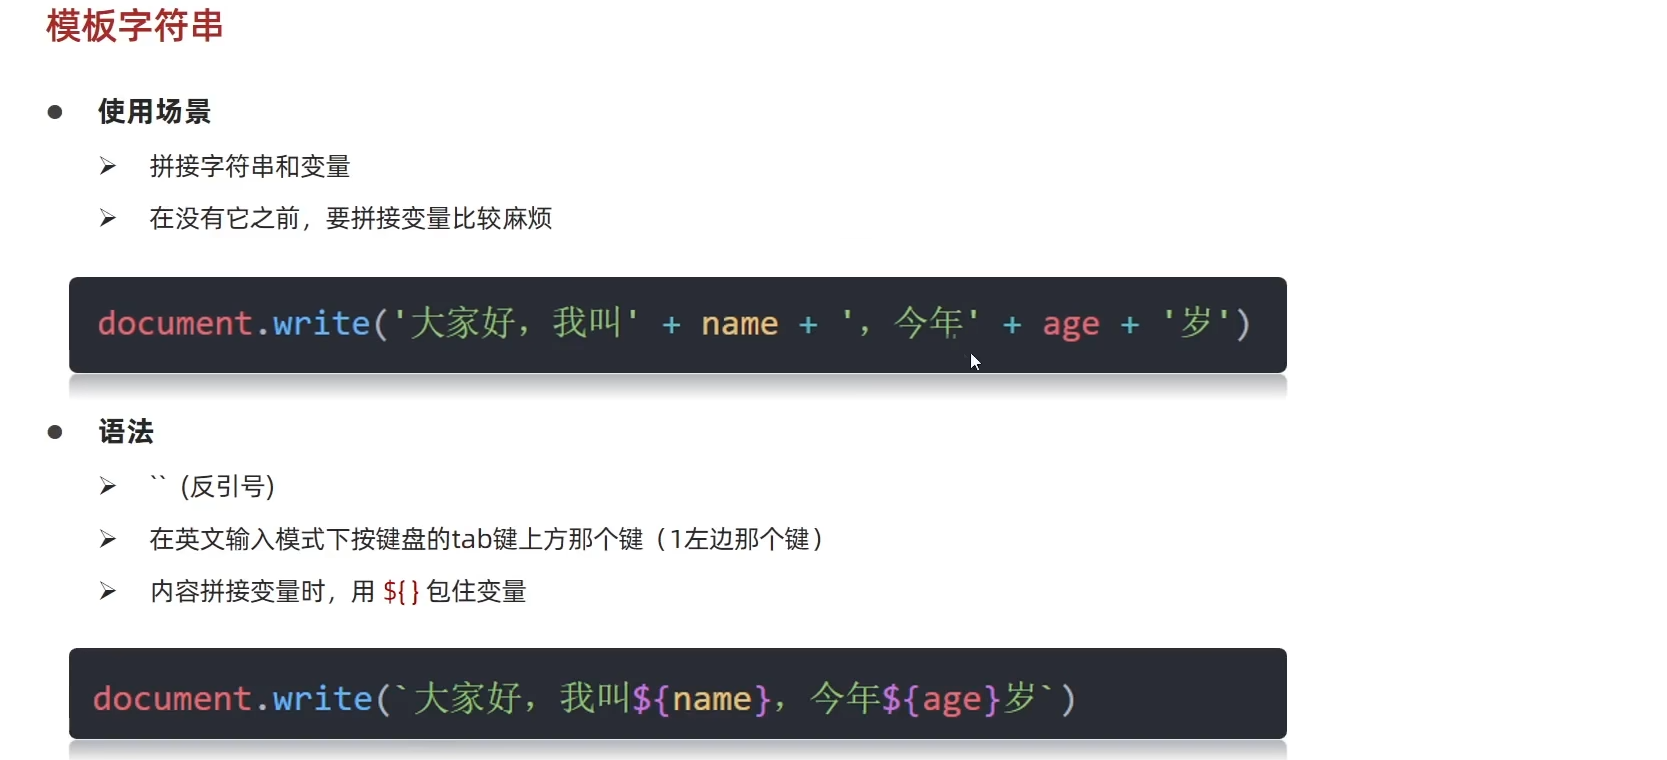 模板字符串
使用场景
拼接字符串和变量
在没有它之前，要拼接变量比较麻烦
document.write('大家好，我叫' + name + '，今年' + age + '岁')
语法
`` (反引号)
在英文输入模式下按键盘的tab键上方那个键（1左边那个键）
内容拼接变量时，用 ${} 包住变量
document.write(`大家好，我叫${name}，今年${age}岁`)